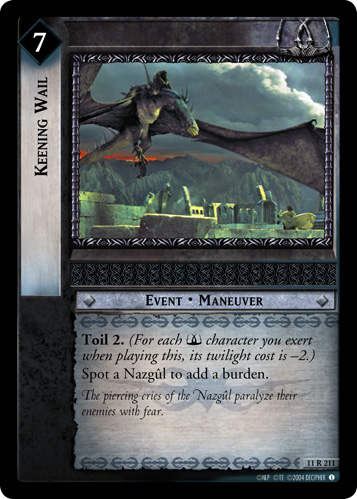 7
Keening Wail
Event • Maneuver
Toil 2. (For each character you exert
when playing this, its twilight cost is –2.)
Spot a Nazgûl to add a burden.
The piercing cries of the Nazgûl paralyze their
enemies with fear.
11 R 211
©NLP ©TE ©2004 DECIPHER